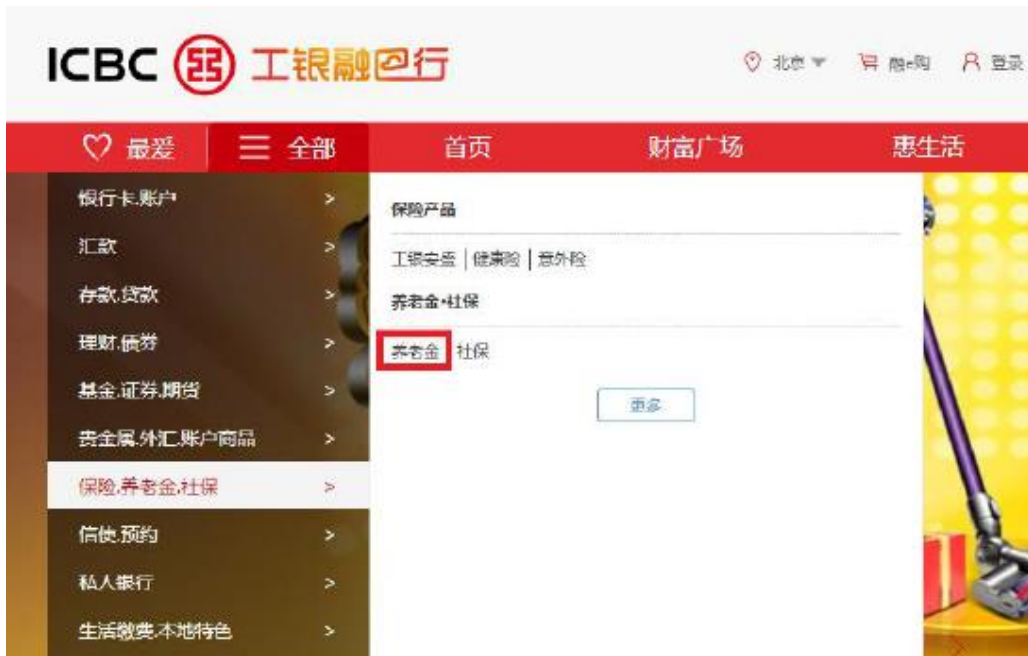 ICBC 工银融e行
北京 融e购 登录
最爱 全部 首页 财富广场 惠生活
银行卡.账户 >
汇款 >
存款.贷款 >
理财.债券 >
基金.证券.期货 >
贵金属.外汇.账户商品 >
保险.养老金.社保 >
信使.预约 >
私人银行 >
生活缴费.本地特色 >
保险产品
工银安盛 | 健康险 | 意外险
养老金•社保
养老金 社保
更多